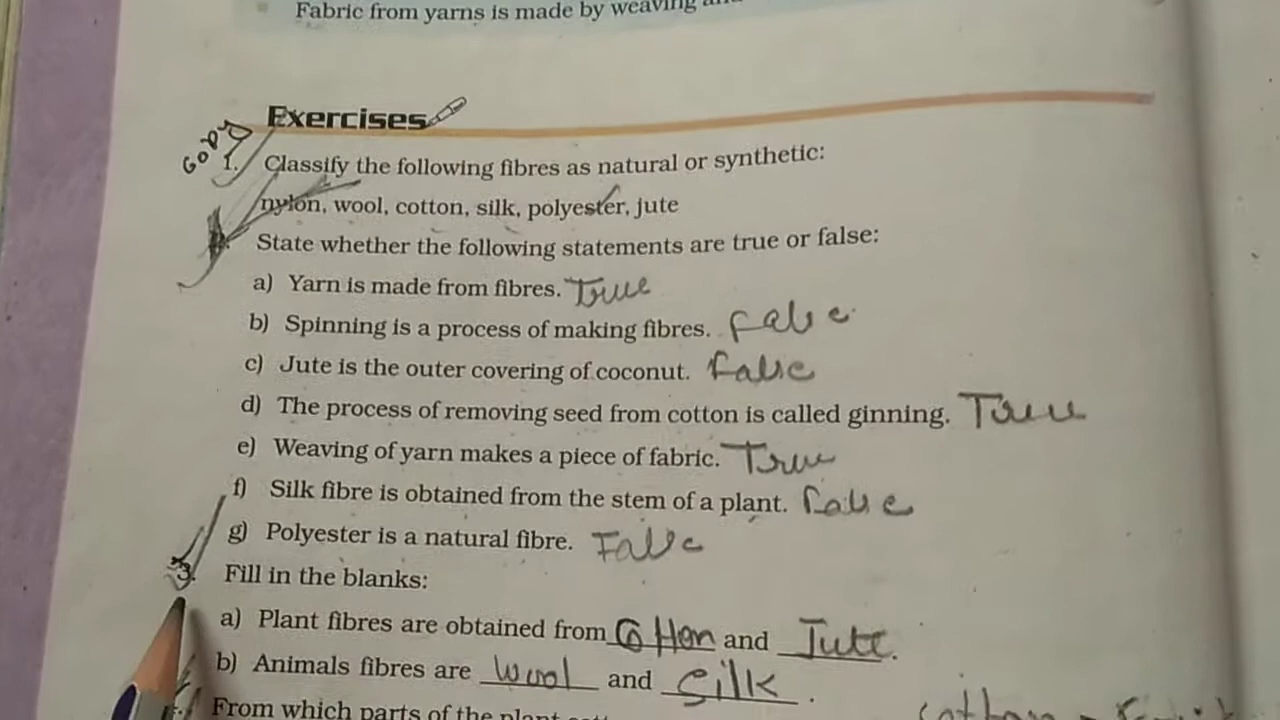 Fabric from yarns is made by weaving and
Exercises
Copy
1. Classify the following fibres as natural or synthetic:
nylon, wool, cotton, silk, polyester, jute
State whether the following statements are true or false:
a) Yarn is made from fibres. True
b) Spinning is a process of making fibres. False
c) Jute is the outer covering of coconut. False
d) The process of removing seed from cotton is called ginning. True
e) Weaving of yarn makes a piece of fabric. True
f) Silk fibre is obtained from the stem of a plant. False
g) Polyester is a natural fibre. False
3. Fill in the blanks:
a) Plant fibres are obtained from Cotton and Jute.
b) Animals fibres are wool and Silk.
From which parts of the plant